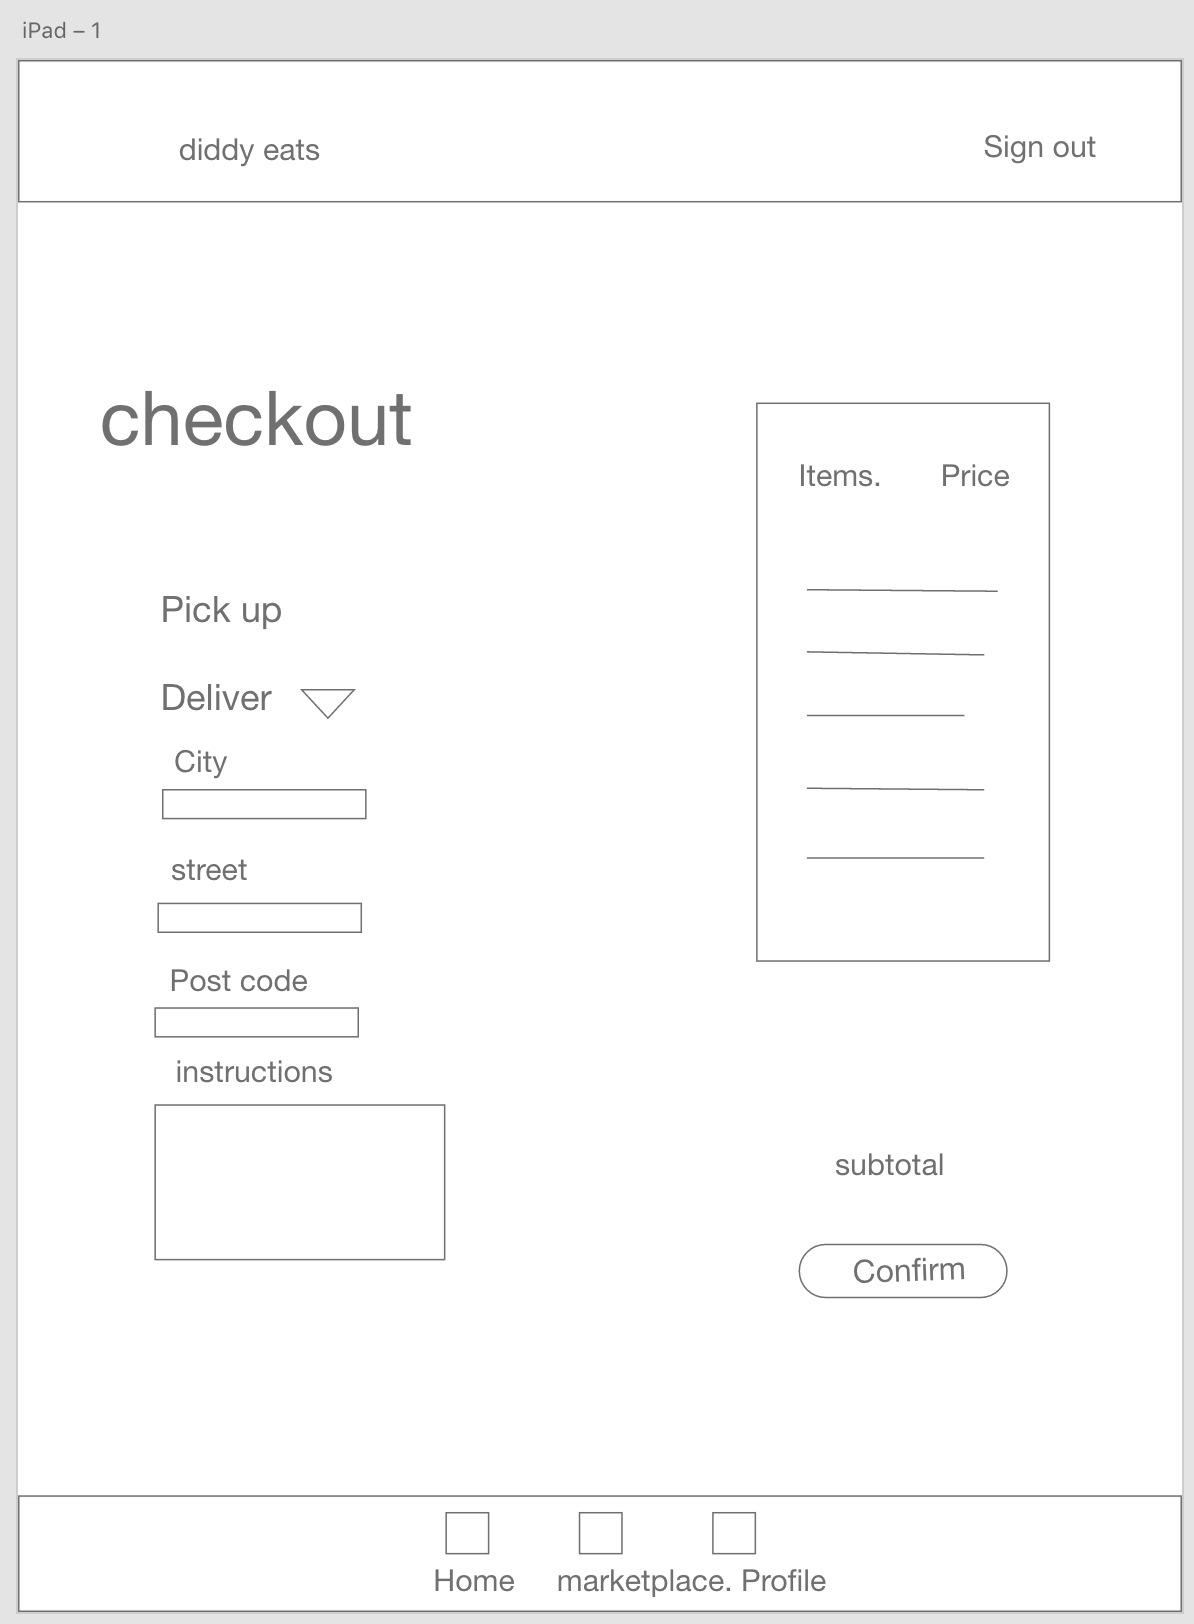 iPad – 1
diddy eats
Sign out
checkout
Items. Price
Pick up
Deliver
City
street
Post code
instructions
subtotal
Confirm
Home marketplace. Profile